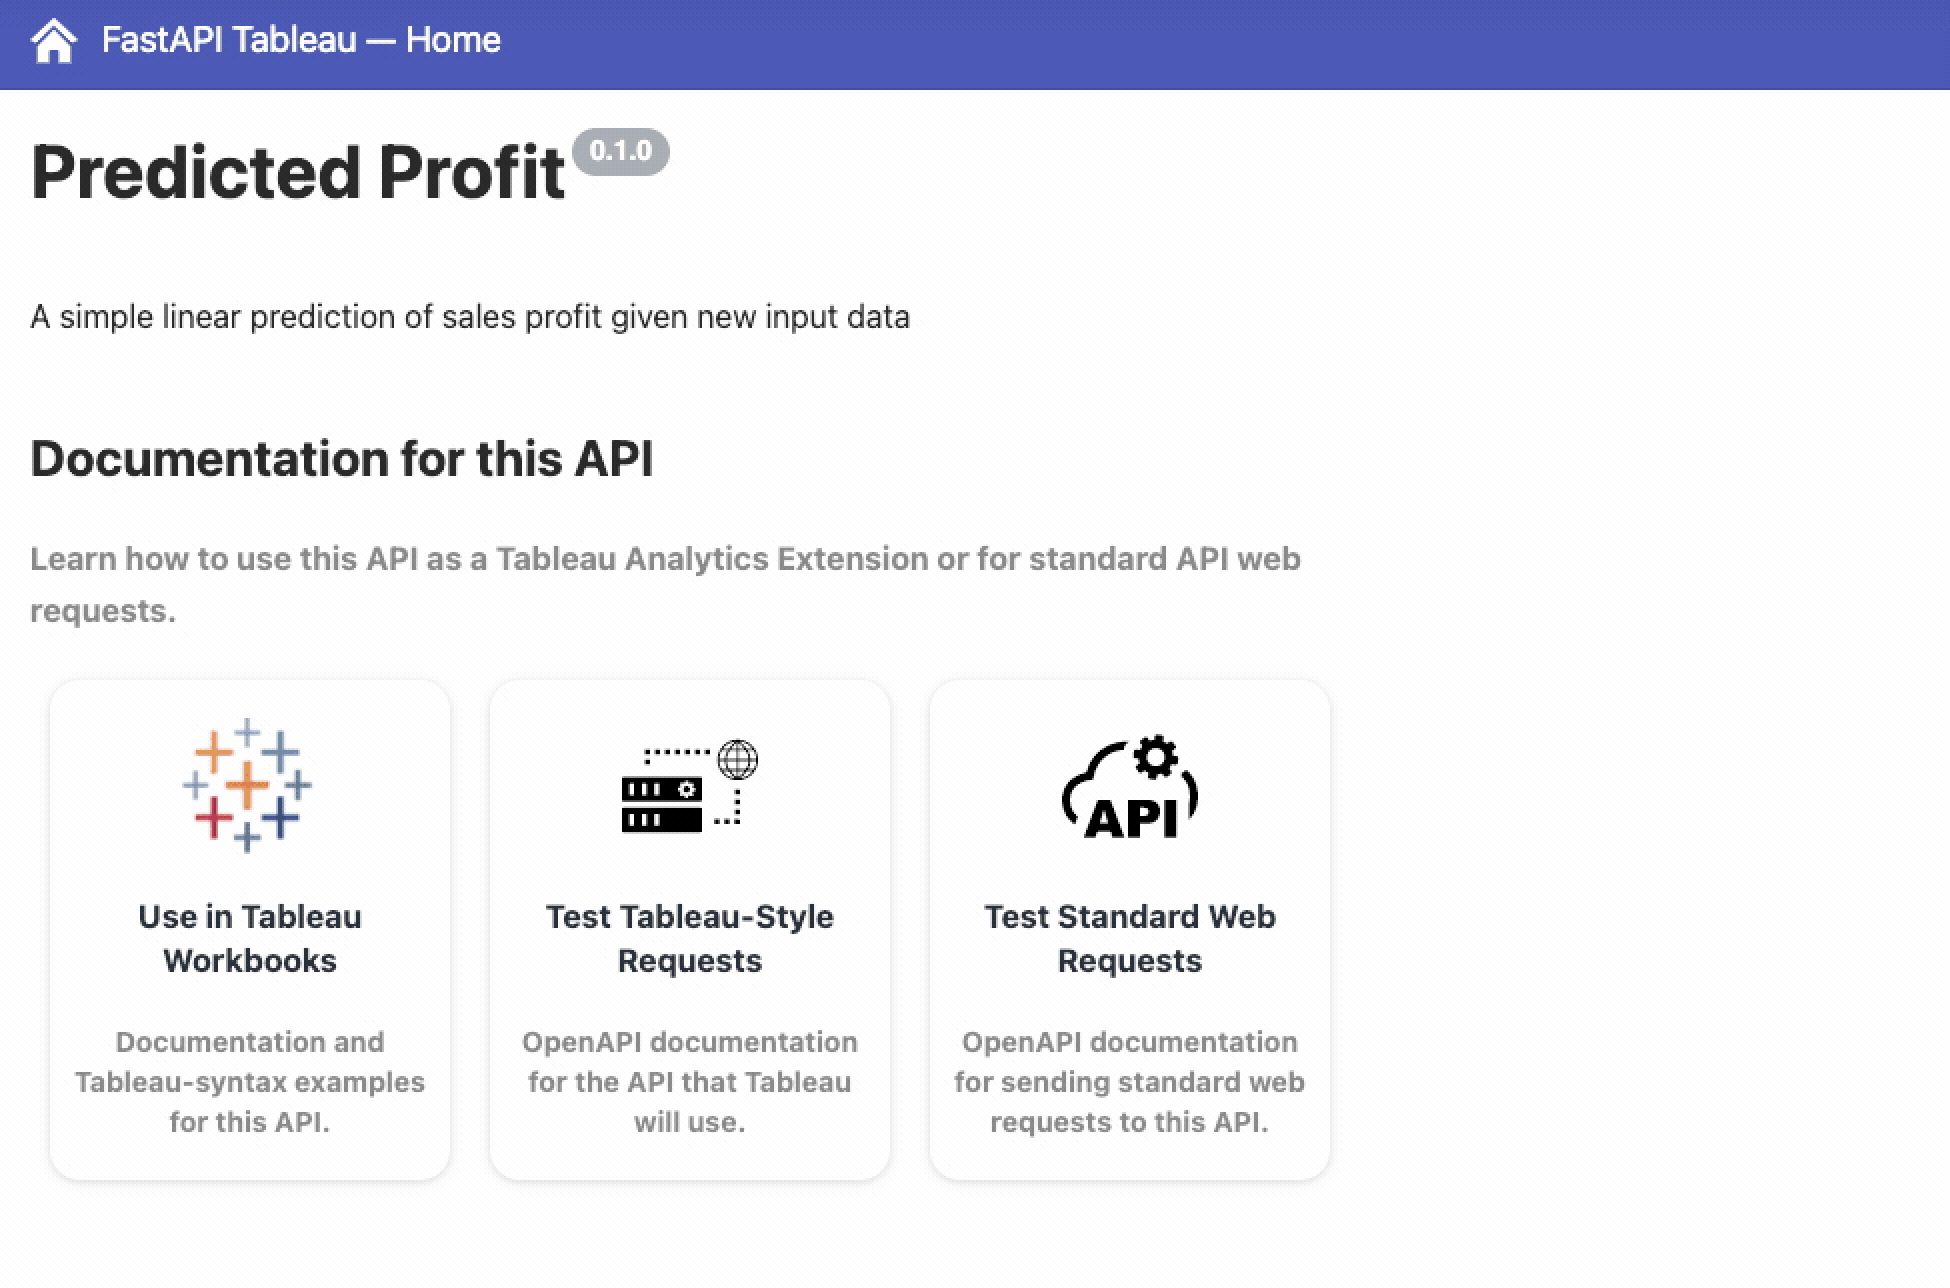 FastAPI Tableau — Home
Predicted Profit 0.1.0
A simple linear prediction of sales profit given new input data
Documentation for this API
Learn how to use this API as a Tableau Analytics Extension or for standard API web
requests.
API
Use in Tableau
Workbooks
Documentation and
Tableau-syntax examples
for this API.
Test Tableau-Style
Requests
OpenAPI documentation
for the API that Tableau
will use.
Test Standard Web
Requests
OpenAPI documentation
for sending standard web
requests to this API.